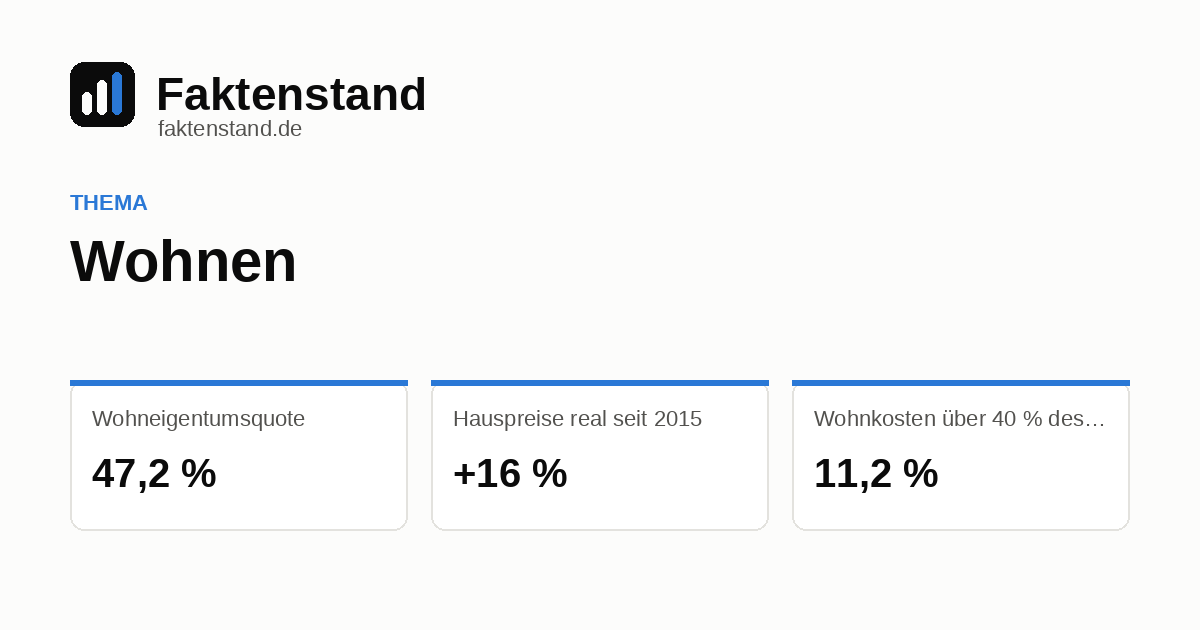 Faktenstand
faktenstand.de
THEMA
Wohnen
Wohneigentumsquote
47,2 %
Hauspreise real seit 2015
+16 %
Wohnkosten über 40 % des…
11,2 %